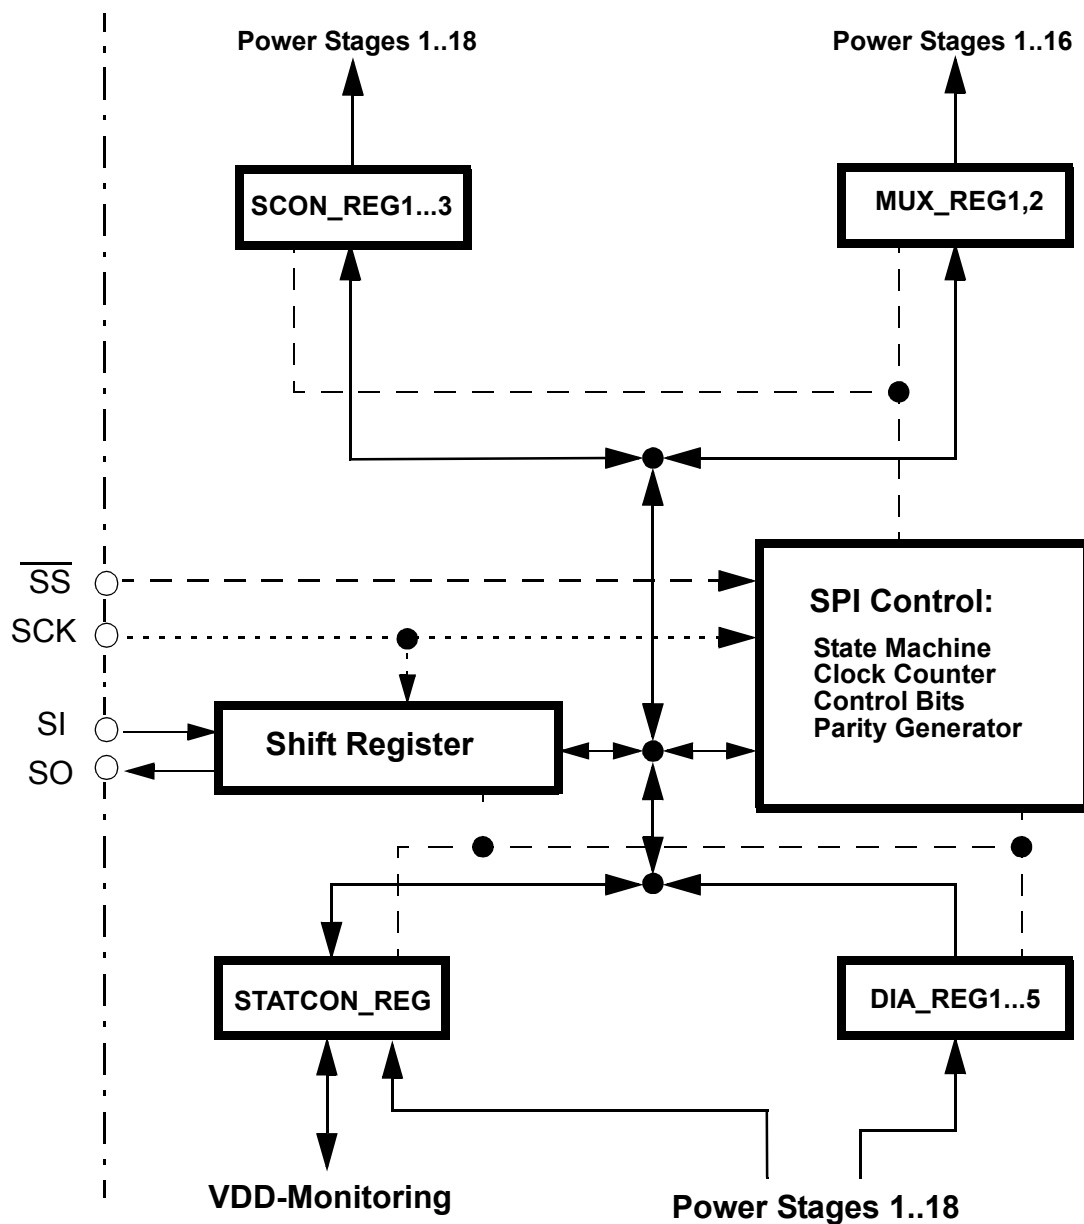 Power Stages 1..18
Power Stages 1..16
SCON_REG1...3
MUX_REG1,2
SS
SCK
SI
SO
SPI Control:
State Machine
Clock Counter
Control Bits
Parity Generator
Shift Register
STATCON_REG
DIA_REG1...5
VDD-Monitoring
Power Stages 1..18